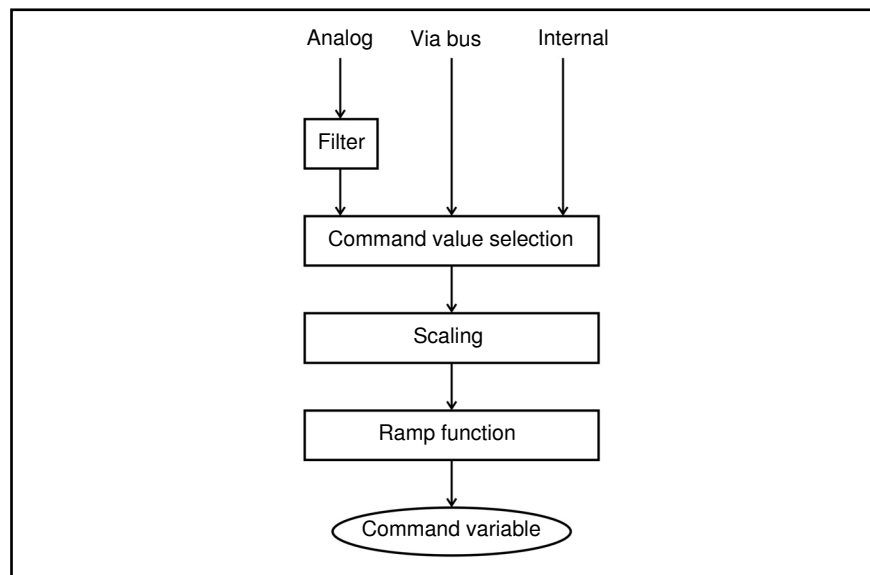 Analog Via bus Internal
Filter
Command value selection
Scaling
Ramp function
Command variable